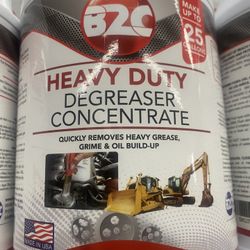 B2C
MAKE UP TO
25
GALLONS
HEAVY DUTY
DEGREASER
CONCENTRATE
QUICKLY REMOVES HEAVY GREASE,
GRIME & OIL BUILD-UP
MADE IN USA